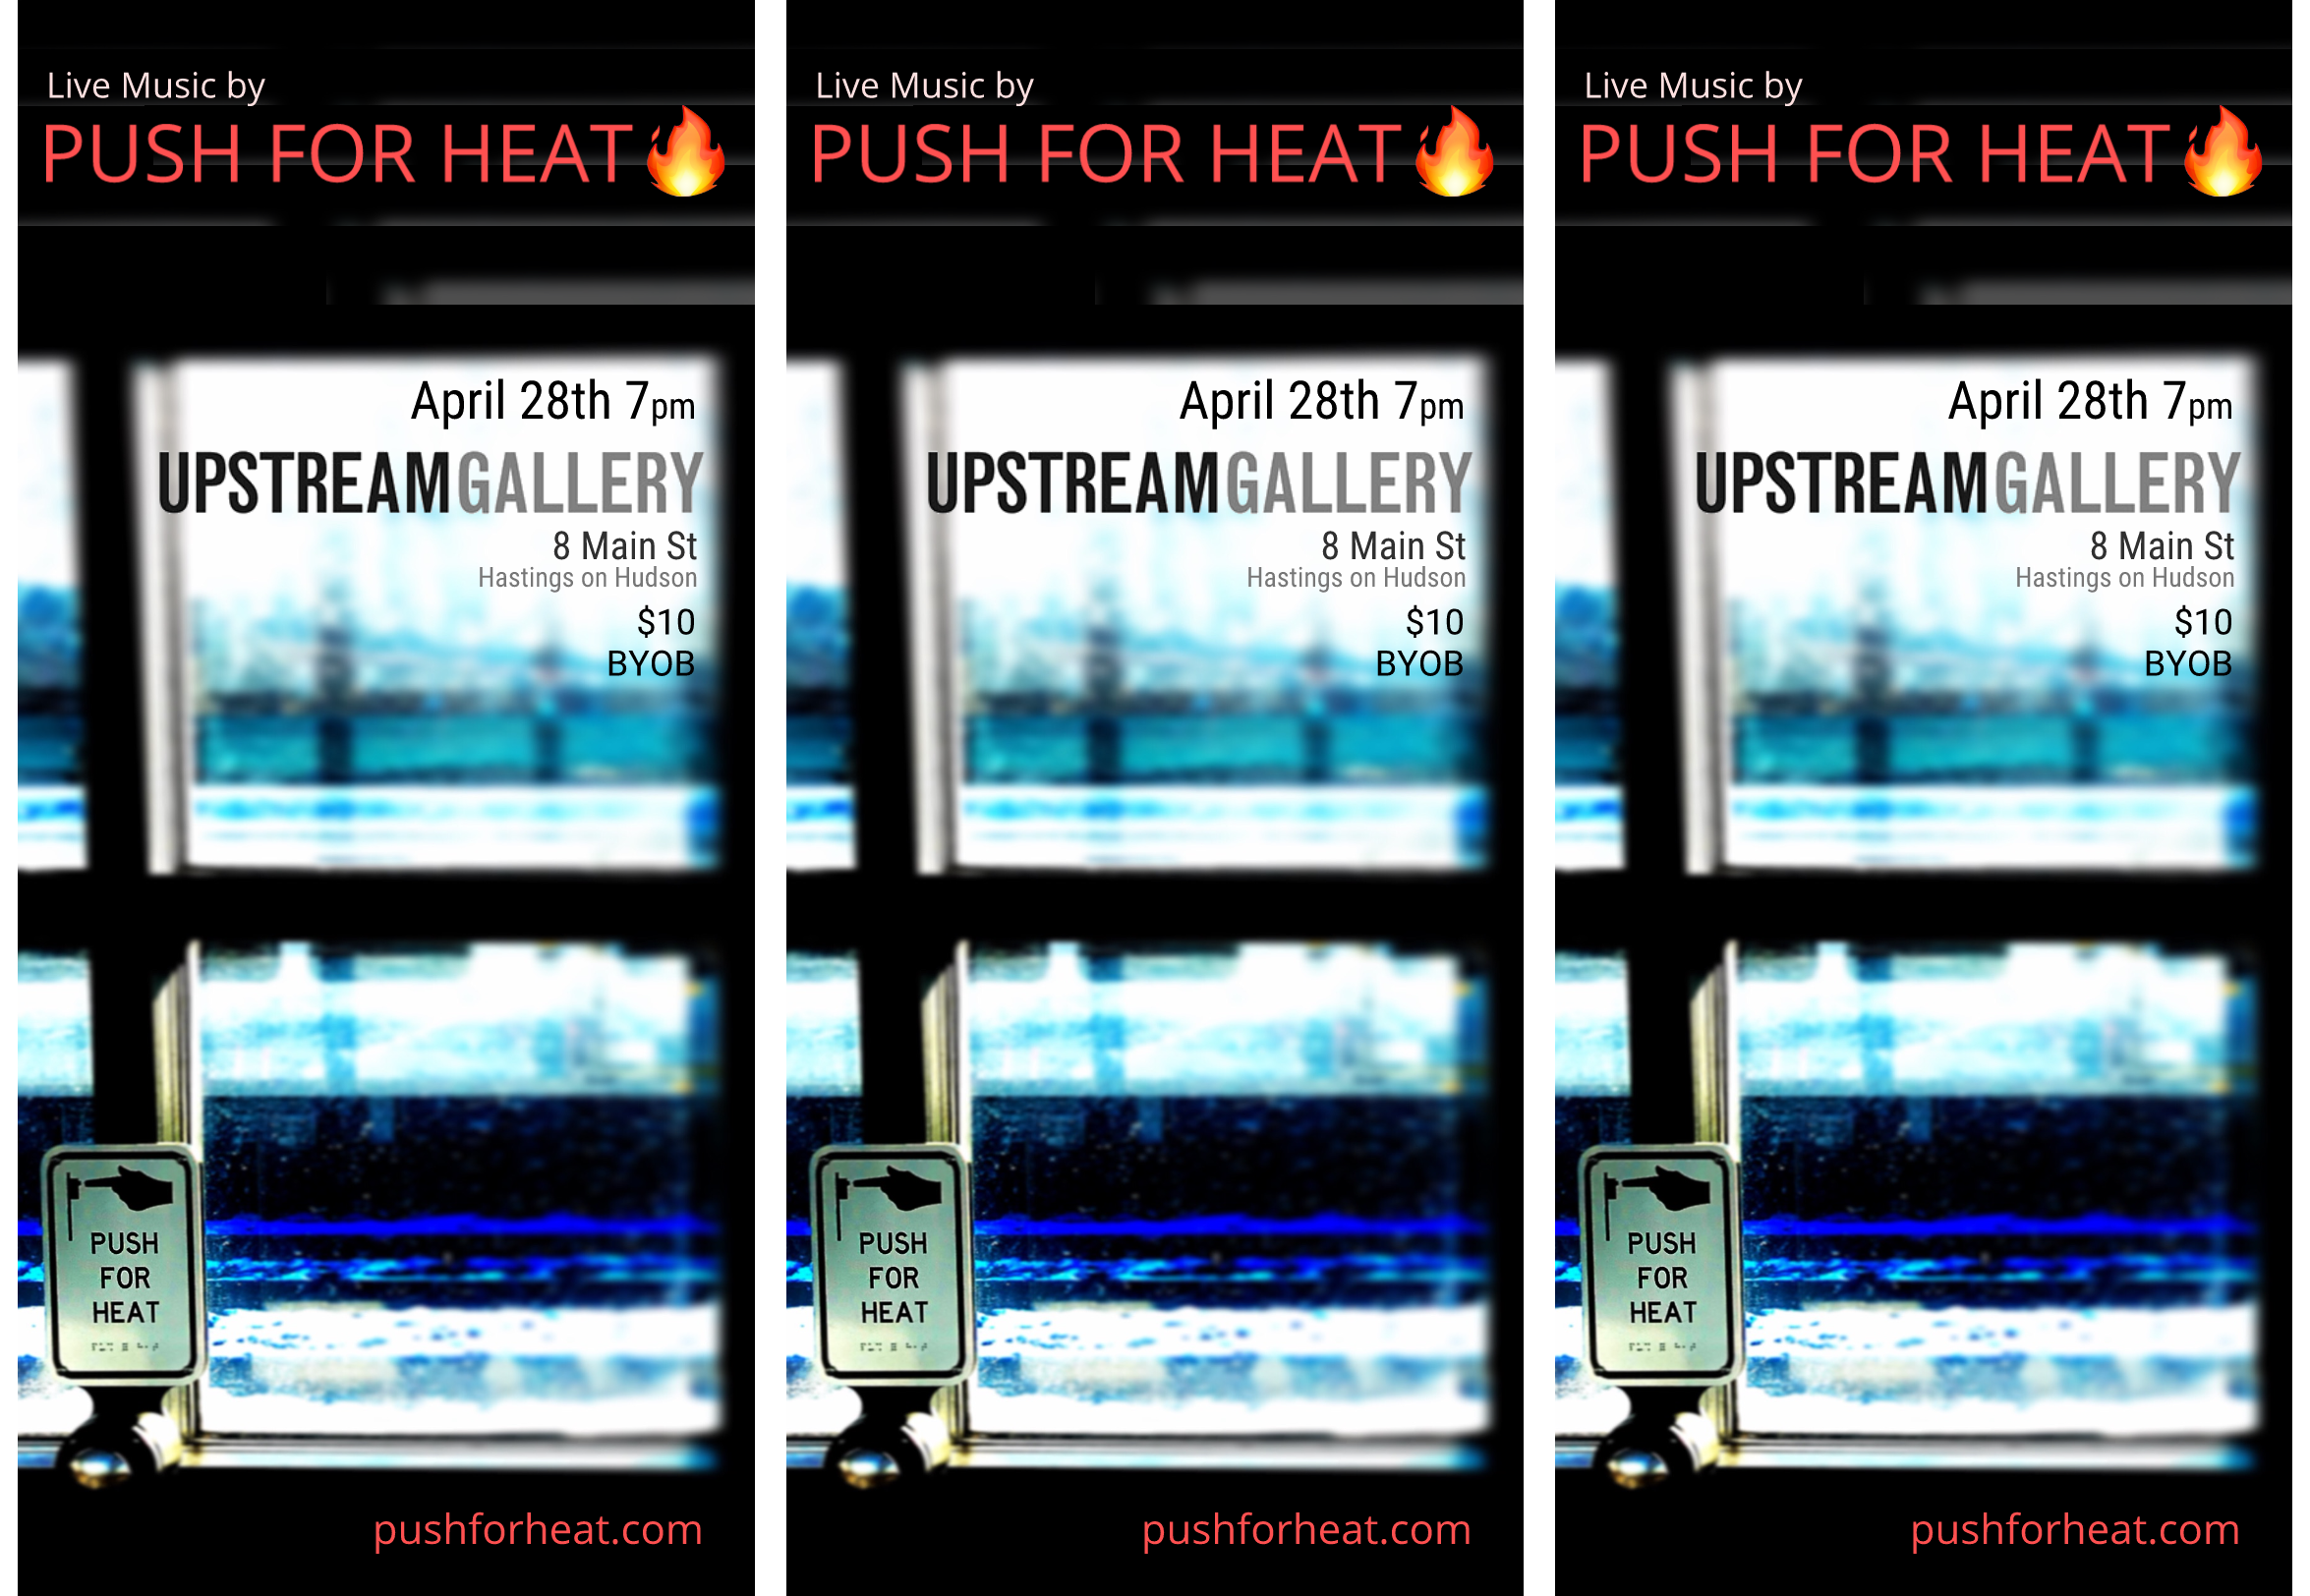 Live Music by
PUSH FOR HEAT🔥
April 28th 7pm
UPSTREAMGALLERY
8 Main St
Hastings on Hudson
$10
BYOB
PUSH
FOR
HEAT
pushforheat.com
Live Music by
PUSH FOR HEAT🔥
April 28th 7pm
UPSTREAMGALLERY
8 Main St
Hastings on Hudson
$10
BYOB
PUSH
FOR
HEAT
pushforheat.com
Live Music by
PUSH FOR HEAT🔥
April 28th 7pm
UPSTREAMGALLERY
8 Main St
Hastings on Hudson
$10
BYOB
PUSH
FOR
HEAT
pushforheat.com